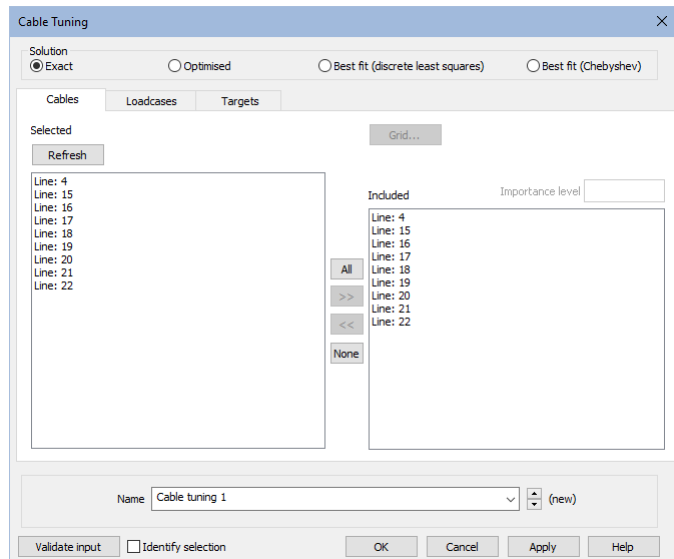 Cable Tuning
Solution
Exact Optimised Best fit (discrete least squares) Best fit (Chebyshev)
Cables Loadcases Targets
Selected
Grid...
Refresh
Included Importance level
Line: 4
Line: 15
Line: 16
Line: 17
Line: 18
Line: 19
Line: 20
Line: 21
Line: 22
All
>>
<<
None
Line: 4
Line: 15
Line: 16
Line: 17
Line: 18
Line: 19
Line: 20
Line: 21
Line: 22
Name Cable tuning 1 (new)
Validate input Identify selection OK Cancel Apply Help